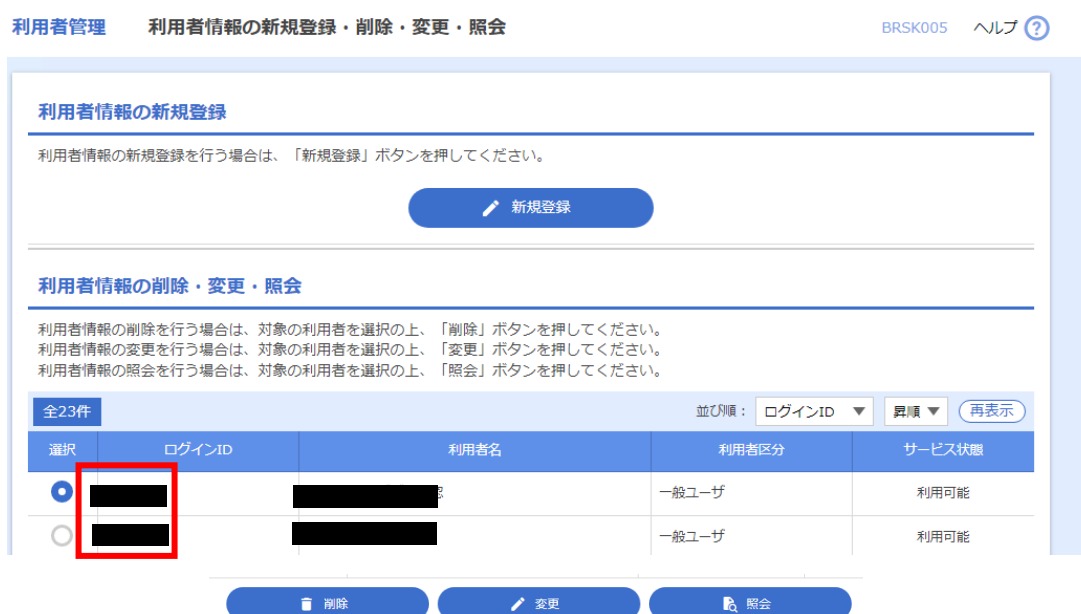 利用者管理 利用者情報の新規登録・削除・変更・照会 BRSK005 ヘルプ ?
利用者情報の新規登録
利用者情報の新規登録を行う場合は、「新規登録」ボタンを押してください。
新規登録
利用者情報の削除・変更・照会
利用者情報の削除を行う場合は、対象の利用者を選択の上、「削除」ボタンを押してください。
利用者情報の変更を行う場合は、対象の利用者を選択の上、「変更」ボタンを押してください。
利用者情報の照会を行う場合は、対象の利用者を選択の上、「照会」ボタンを押してください。
全23件 並び順： ログインID ▼ 昇順 ▼ 再表示
選択 ログインID 利用者名 利用者区分 サービス状態
一般ユーザ 利用可能
一般ユーザ 利用可能
削除 変更 照会